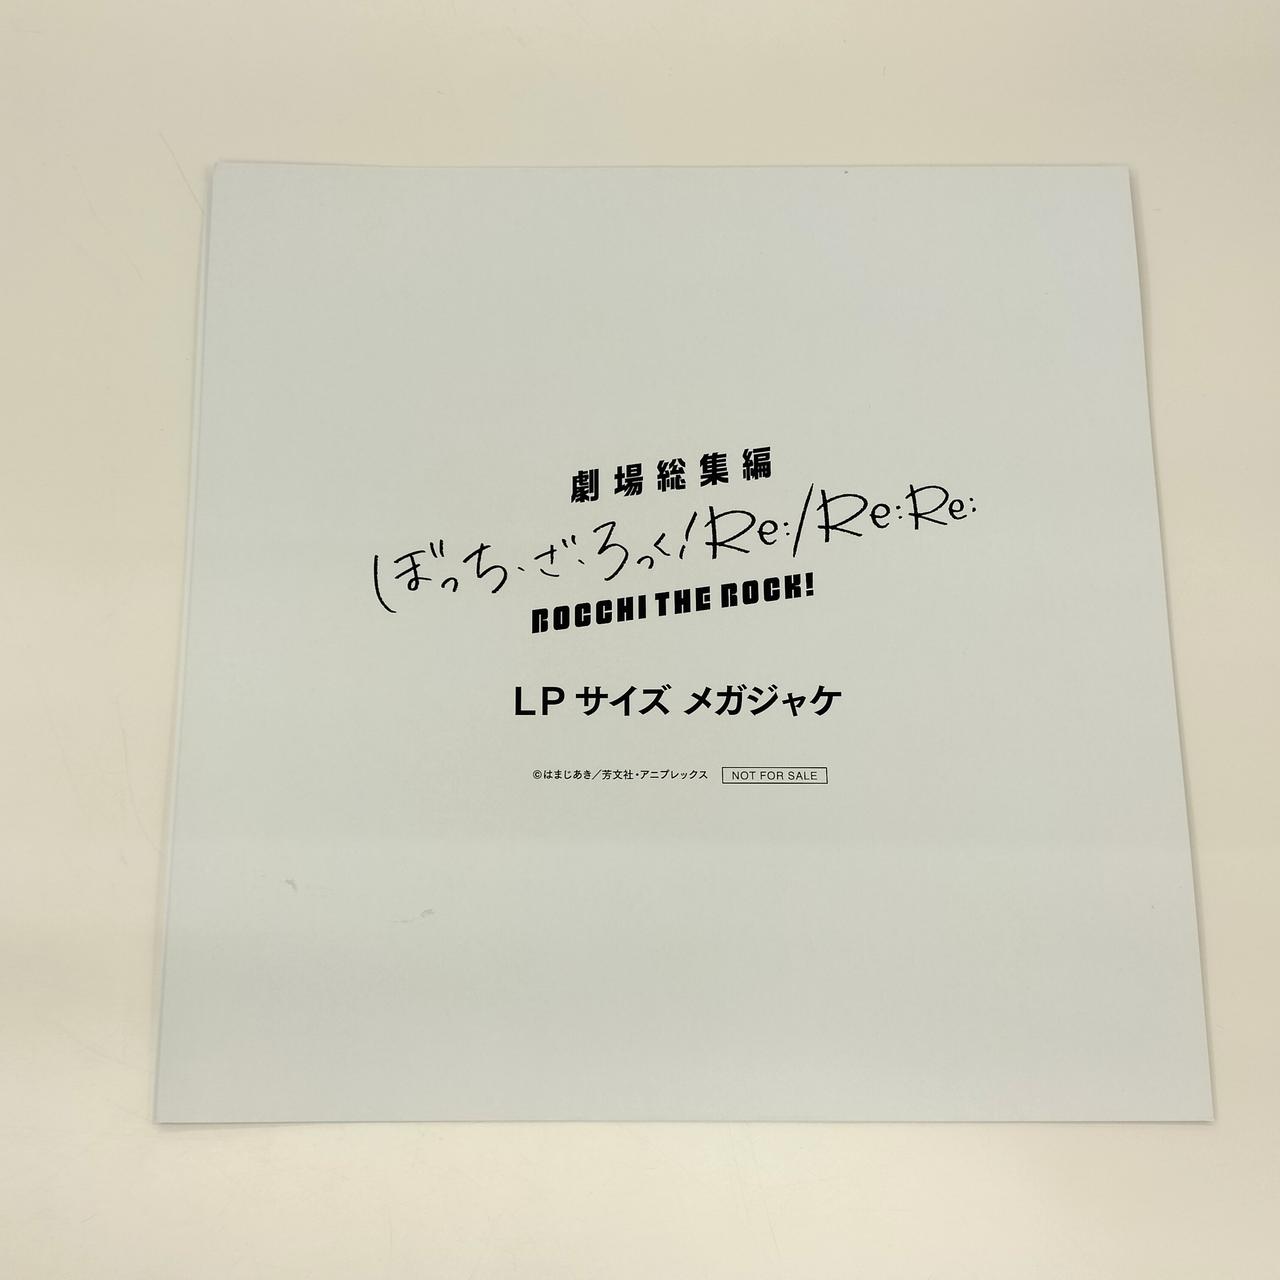 劇場総集編
ぼっち・ざ・ろっく!Re:/Re:Re:
BOCCHI THE ROCK!
LPサイズ メガジャケ
©はまじあき/芳文社・アニプレックス NOT FOR SALE